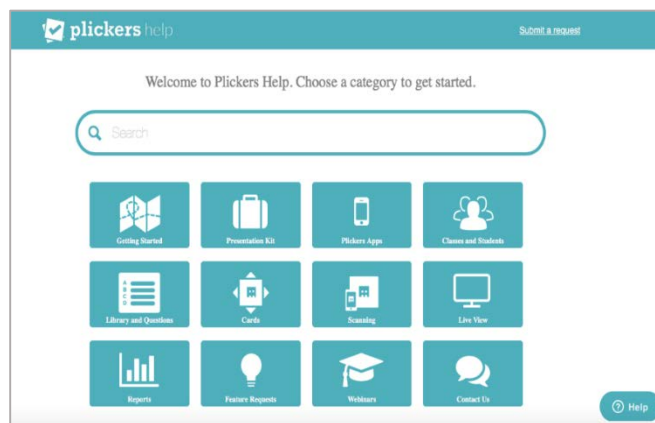 plickers help
Submit a request
Welcome to Plickers Help. Choose a category to get started.
Search
Getting Started
Presentation Kit
Plickers Apps
Classes and Students
A
B
C
D
Library and Questions
Cards
Scanning
Live View
Reports
Feature Requests
Webinars
Contact Us
? Help